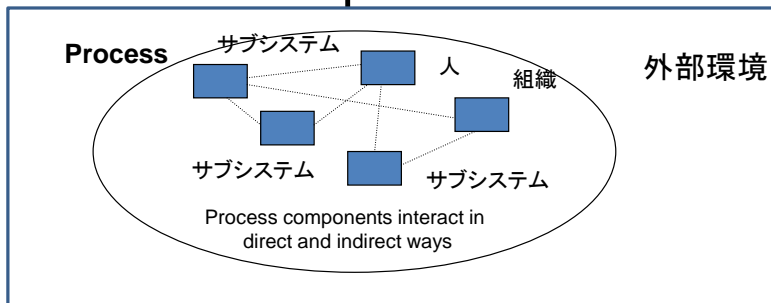 サブシステム
Process
人
組織
外部環境
サブシステム
サブシステム
Process components interact in
direct and indirect ways